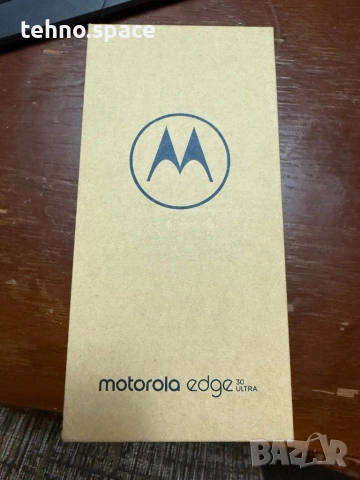 tehno.space
motorola edge 30 ULTRA
BAZAR